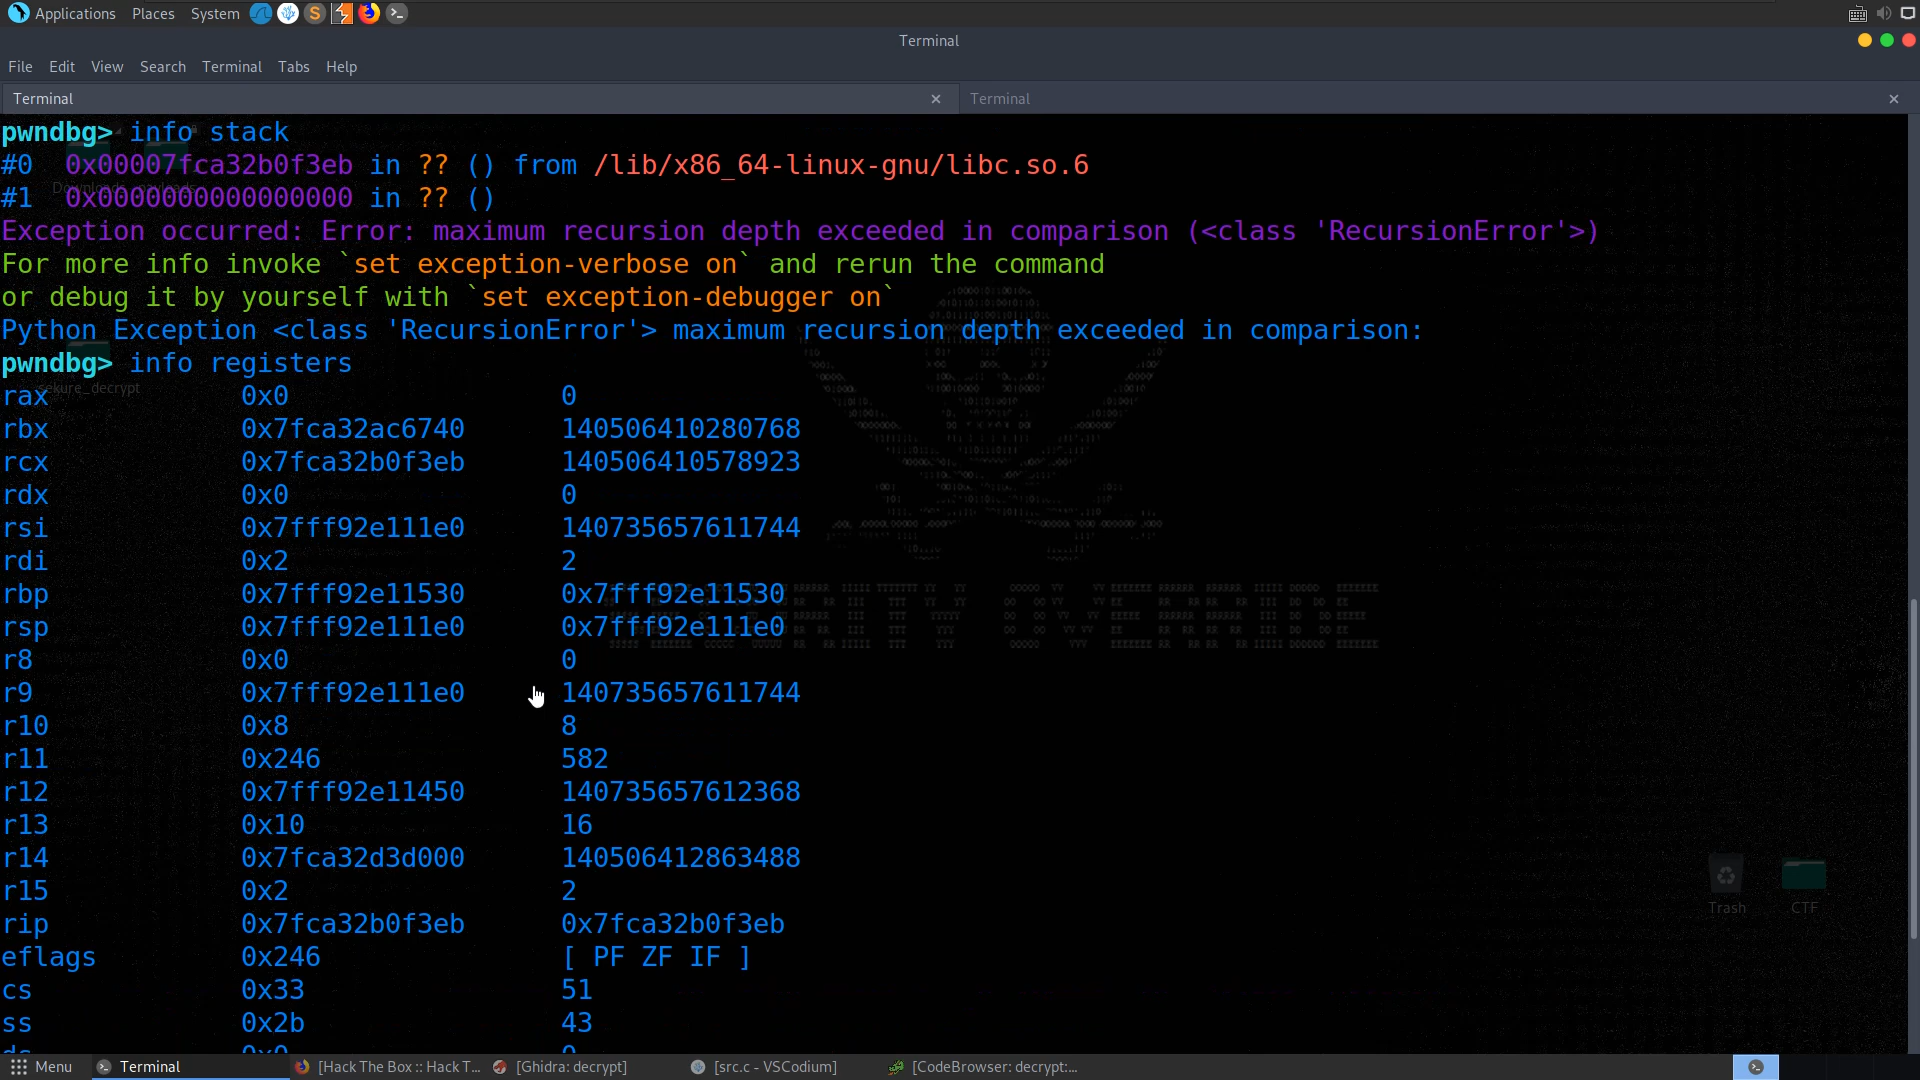 Applications Places System
Terminal
File Edit View Search Terminal Tabs Help
Terminal × Terminal ×
pwndbg> info stack
#0  0x00007fca32b0f3eb in ?? () from /lib/x86_64-linux-gnu/libc.so.6
#1  0x0000000000000000 in ?? ()
Exception occurred: Error: maximum recursion depth exceeded in comparison (<class 'RecursionError'>)
For more info invoke `set exception-verbose on` and rerun the command
or debug it by yourself with `set exception-debugger on`
Python Exception <class 'RecursionError'> maximum recursion depth exceeded in comparison:
pwndbg> info registers
rax 0x0 0
rbx 0x7fca32ac6740 140506410280768
rcx 0x7fca32b0f3eb 140506410578923
rdx 0x0 0
rsi 0x7fff92e111e0 140735657611744
rdi 0x2 2
rbp 0x7fff92e11530 0x7fff92e11530
rsp 0x7fff92e111e0 0x7fff92e111e0
r8 0x0 0
r9 0x7fff92e111e0 140735657611744
r10 0x8 8
r11 0x246 582
r12 0x7fff92e11450 140735657612368
r13 0x10 16
r14 0x7fca32d3d000 140506412863488
r15 0x2 2
rip 0x7fca32b0f3eb 0x7fca32b0f3eb
eflags 0x246 [ PF ZF IF ]
cs 0x33 51
ss 0x2b 43
Downloads payloads
sekure_decrypt
Trash CTF
Menu Terminal [Hack The Box :: Hack T... [Ghidra: decrypt] [src.c - VSCodium] [CodeBrowser: decrypt:...